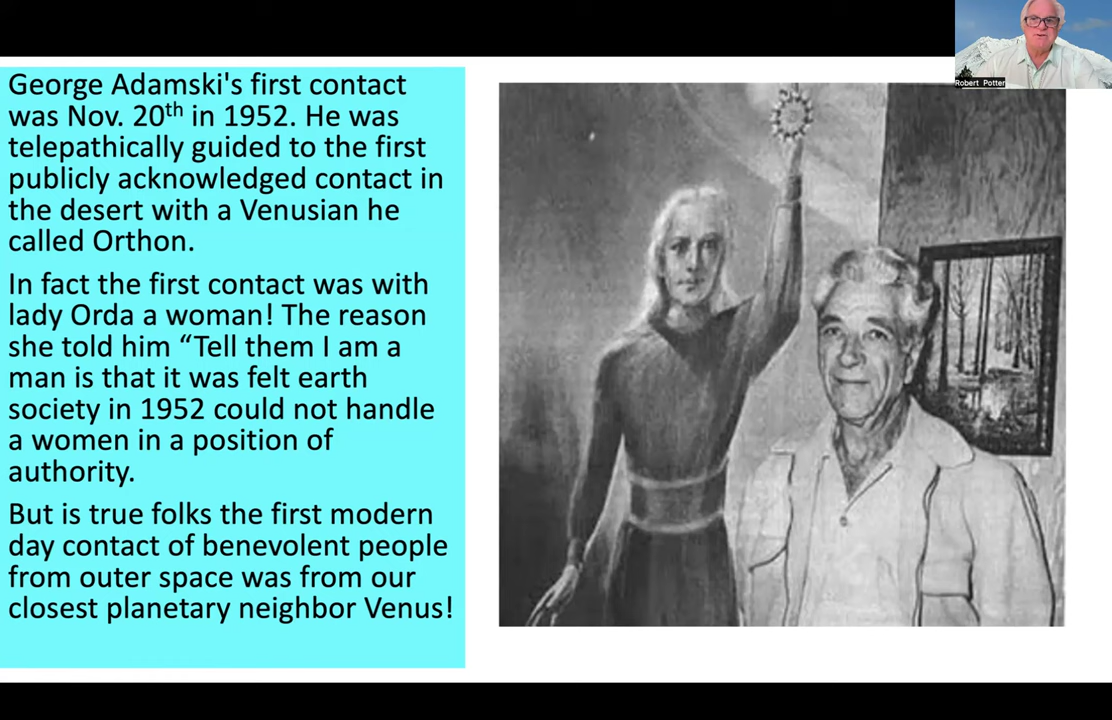 Robert Potter
George Adamski's first contact
was Nov. 20th in 1952. He was
telepathically guided to the first
publicly acknowledged contact in
the desert with a Venusian he
called Orthon.
In fact the first contact was with
lady Orda a woman! The reason
she told him “Tell them I am a
man is that it was felt earth
society in 1952 could not handle
a women in a position of
authority.
But is true folks the first modern
day contact of benevolent people
from outer space was from our
closest planetary neighbor Venus!